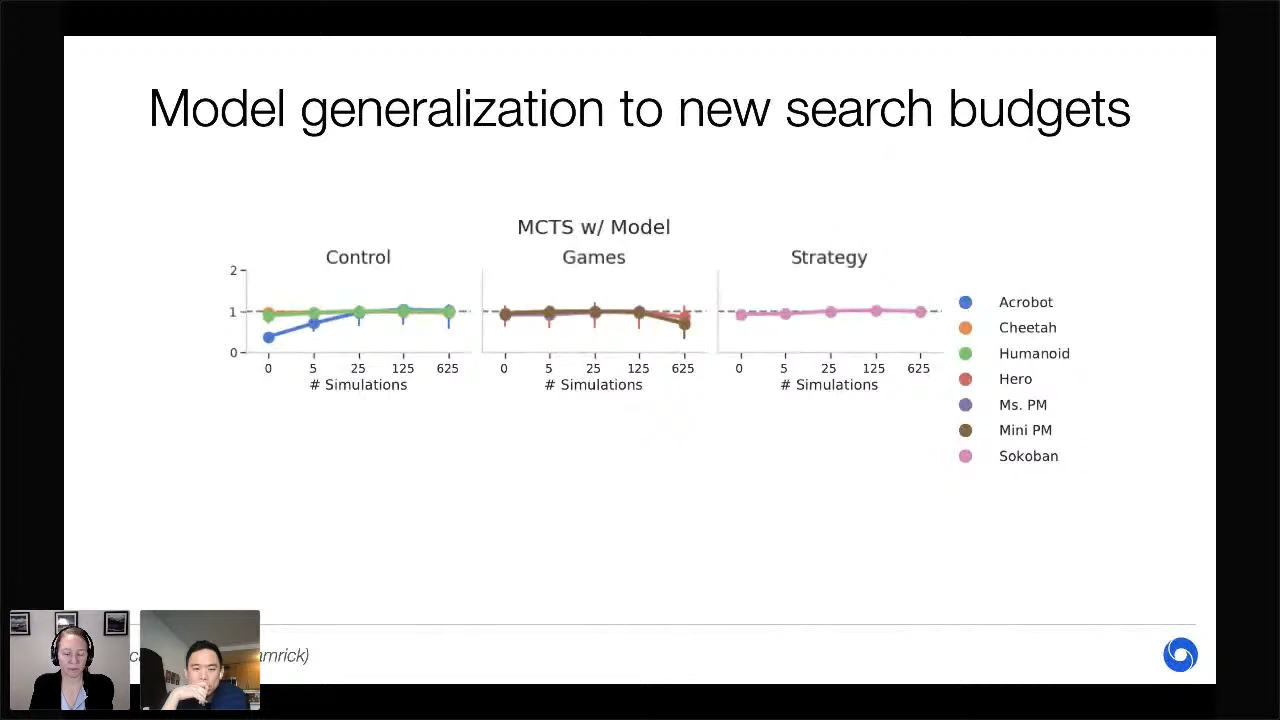 Model generalization to new search budgets
MCTS w/ Model
Control
Games
Strategy
2
1
0
0 5 25 125 625
# Simulations
0 5 25 125 625
# Simulations
0 5 25 125 625
# Simulations
Acrobot
Cheetah
Humanoid
Hero
Ms. PM
Mini PM
Sokoban